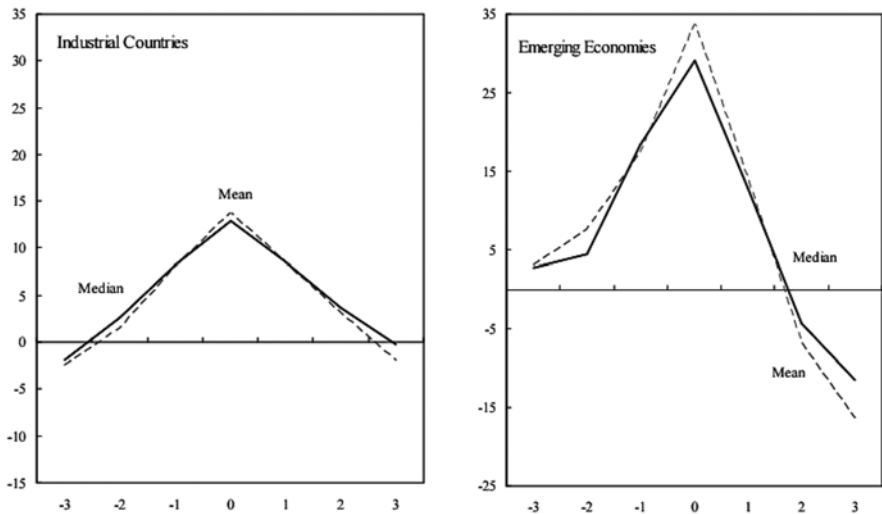 Industrial Countries
35
30
25
20
15
10
5
0
-5
-10
-15
Mean
Median
-3 -2 -1 0 1 2 3
Emerging Economies
35
25
15
5
-5
-15
-25
Median
Mean
-3 -2 -1 0 1 2 3